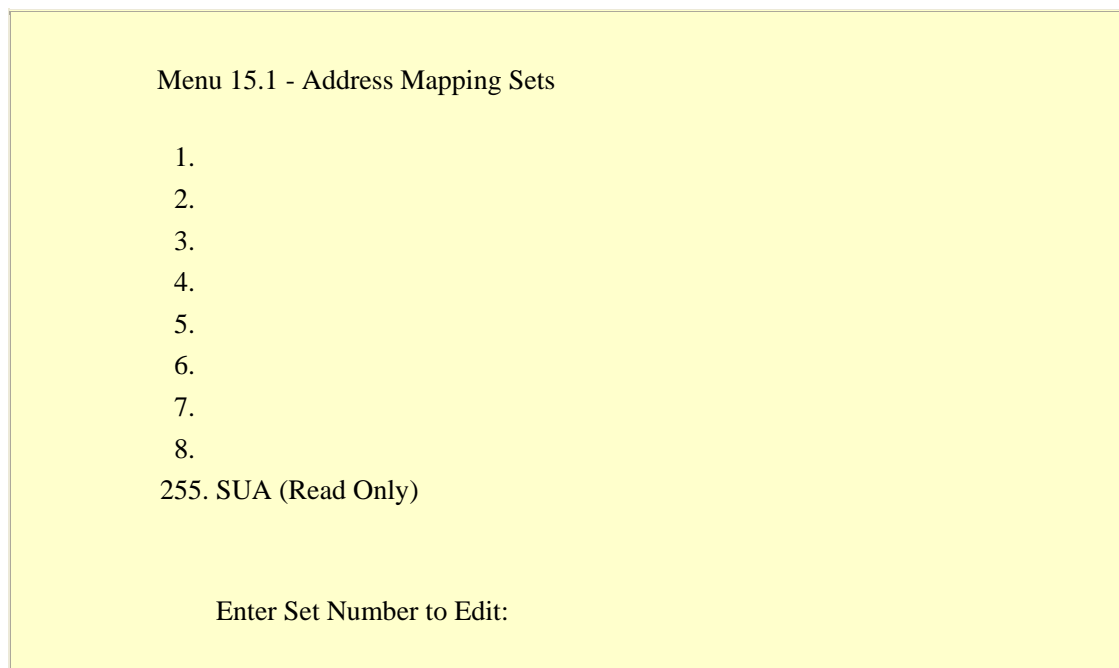 Menu 15.1 - Address Mapping Sets
1.
2.
3.
4.
5.
6.
7.
8.
255. SUA (Read Only)
Enter Set Number to Edit: